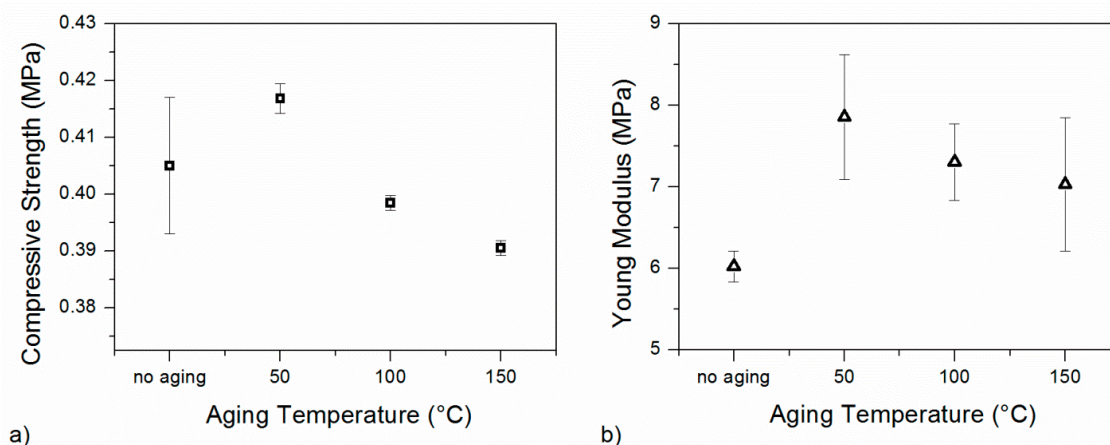 0.43
0.42
0.41
0.40
0.39
0.38
Compressive Strength (MPa)
no aging 50 100 150
Aging Temperature (°C)
a)
9
8
7
6
5
Young Modulus (MPa)
no aging 50 100 150
Aging Temperature (°C)
b)